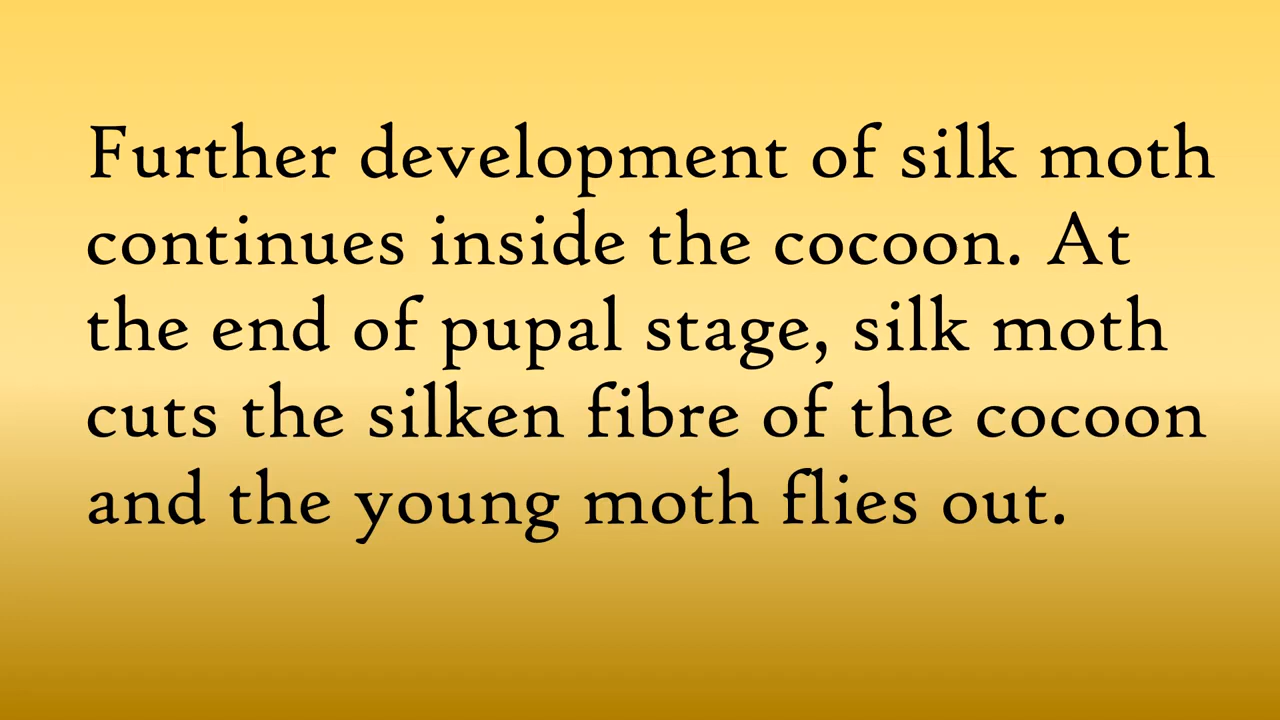 Further development of silk moth
continues inside the cocoon. At
the end of pupal stage, silk moth
cuts the silken fibre of the cocoon
and the young moth flies out.